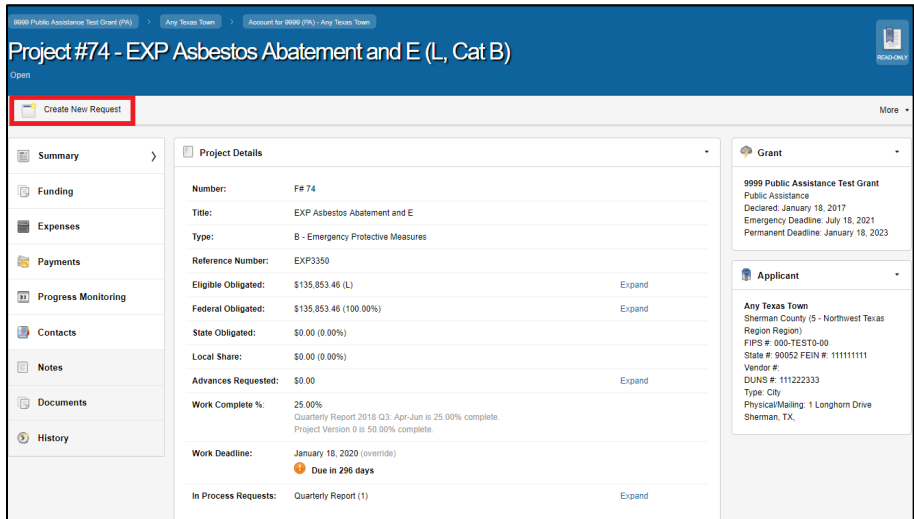 9999 Public Assistance Test Grant (PA) > Any Texas Town > Account for 9999 (PA) - Any Texas Town
Project #74 - EXP Asbestos Abatement and E (L, Cat B)
Open
READ-ONLY
Create New Request
More
Summary
Funding
Expenses
Payments
Progress Monitoring
Contacts
Notes
Documents
History
Project Details
Number: F# 74
Title: EXP Asbestos Abatement and E
Type: B - Emergency Protective Measures
Reference Number: EXP3350
Eligible Obligated: $135,853.46 (L) Expand
Federal Obligated: $135,853.46 (100.00%) Expand
State Obligated: $0.00 (0.00%)
Local Share: $0.00 (0.00%)
Advances Requested: $0.00 Expand
Work Complete %: 25.00%
Quarterly Report 2018 Q3: Apr-Jun is 25.00% complete.
Project Version 0 is 50.00% complete.
Work Deadline: January 18, 2020 (override)
Due in 296 days
In Process Requests: Quarterly Report (1) Expand
Grant
9999 Public Assistance Test Grant
Public Assistance
Declared: January 18, 2017
Emergency Deadline: July 18, 2021
Permanent Deadline: January 18, 2023
Applicant
Any Texas Town
Sherman County (5 - Northwest Texas
Region Region)
FIPS #: 000-TEST0-00
State #: 90052 FEIN #: 111111111
Vendor #:
DUNS #: 111222333
Type: City
Physical/Mailing: 1 Longhorn Drive
Sherman, TX,